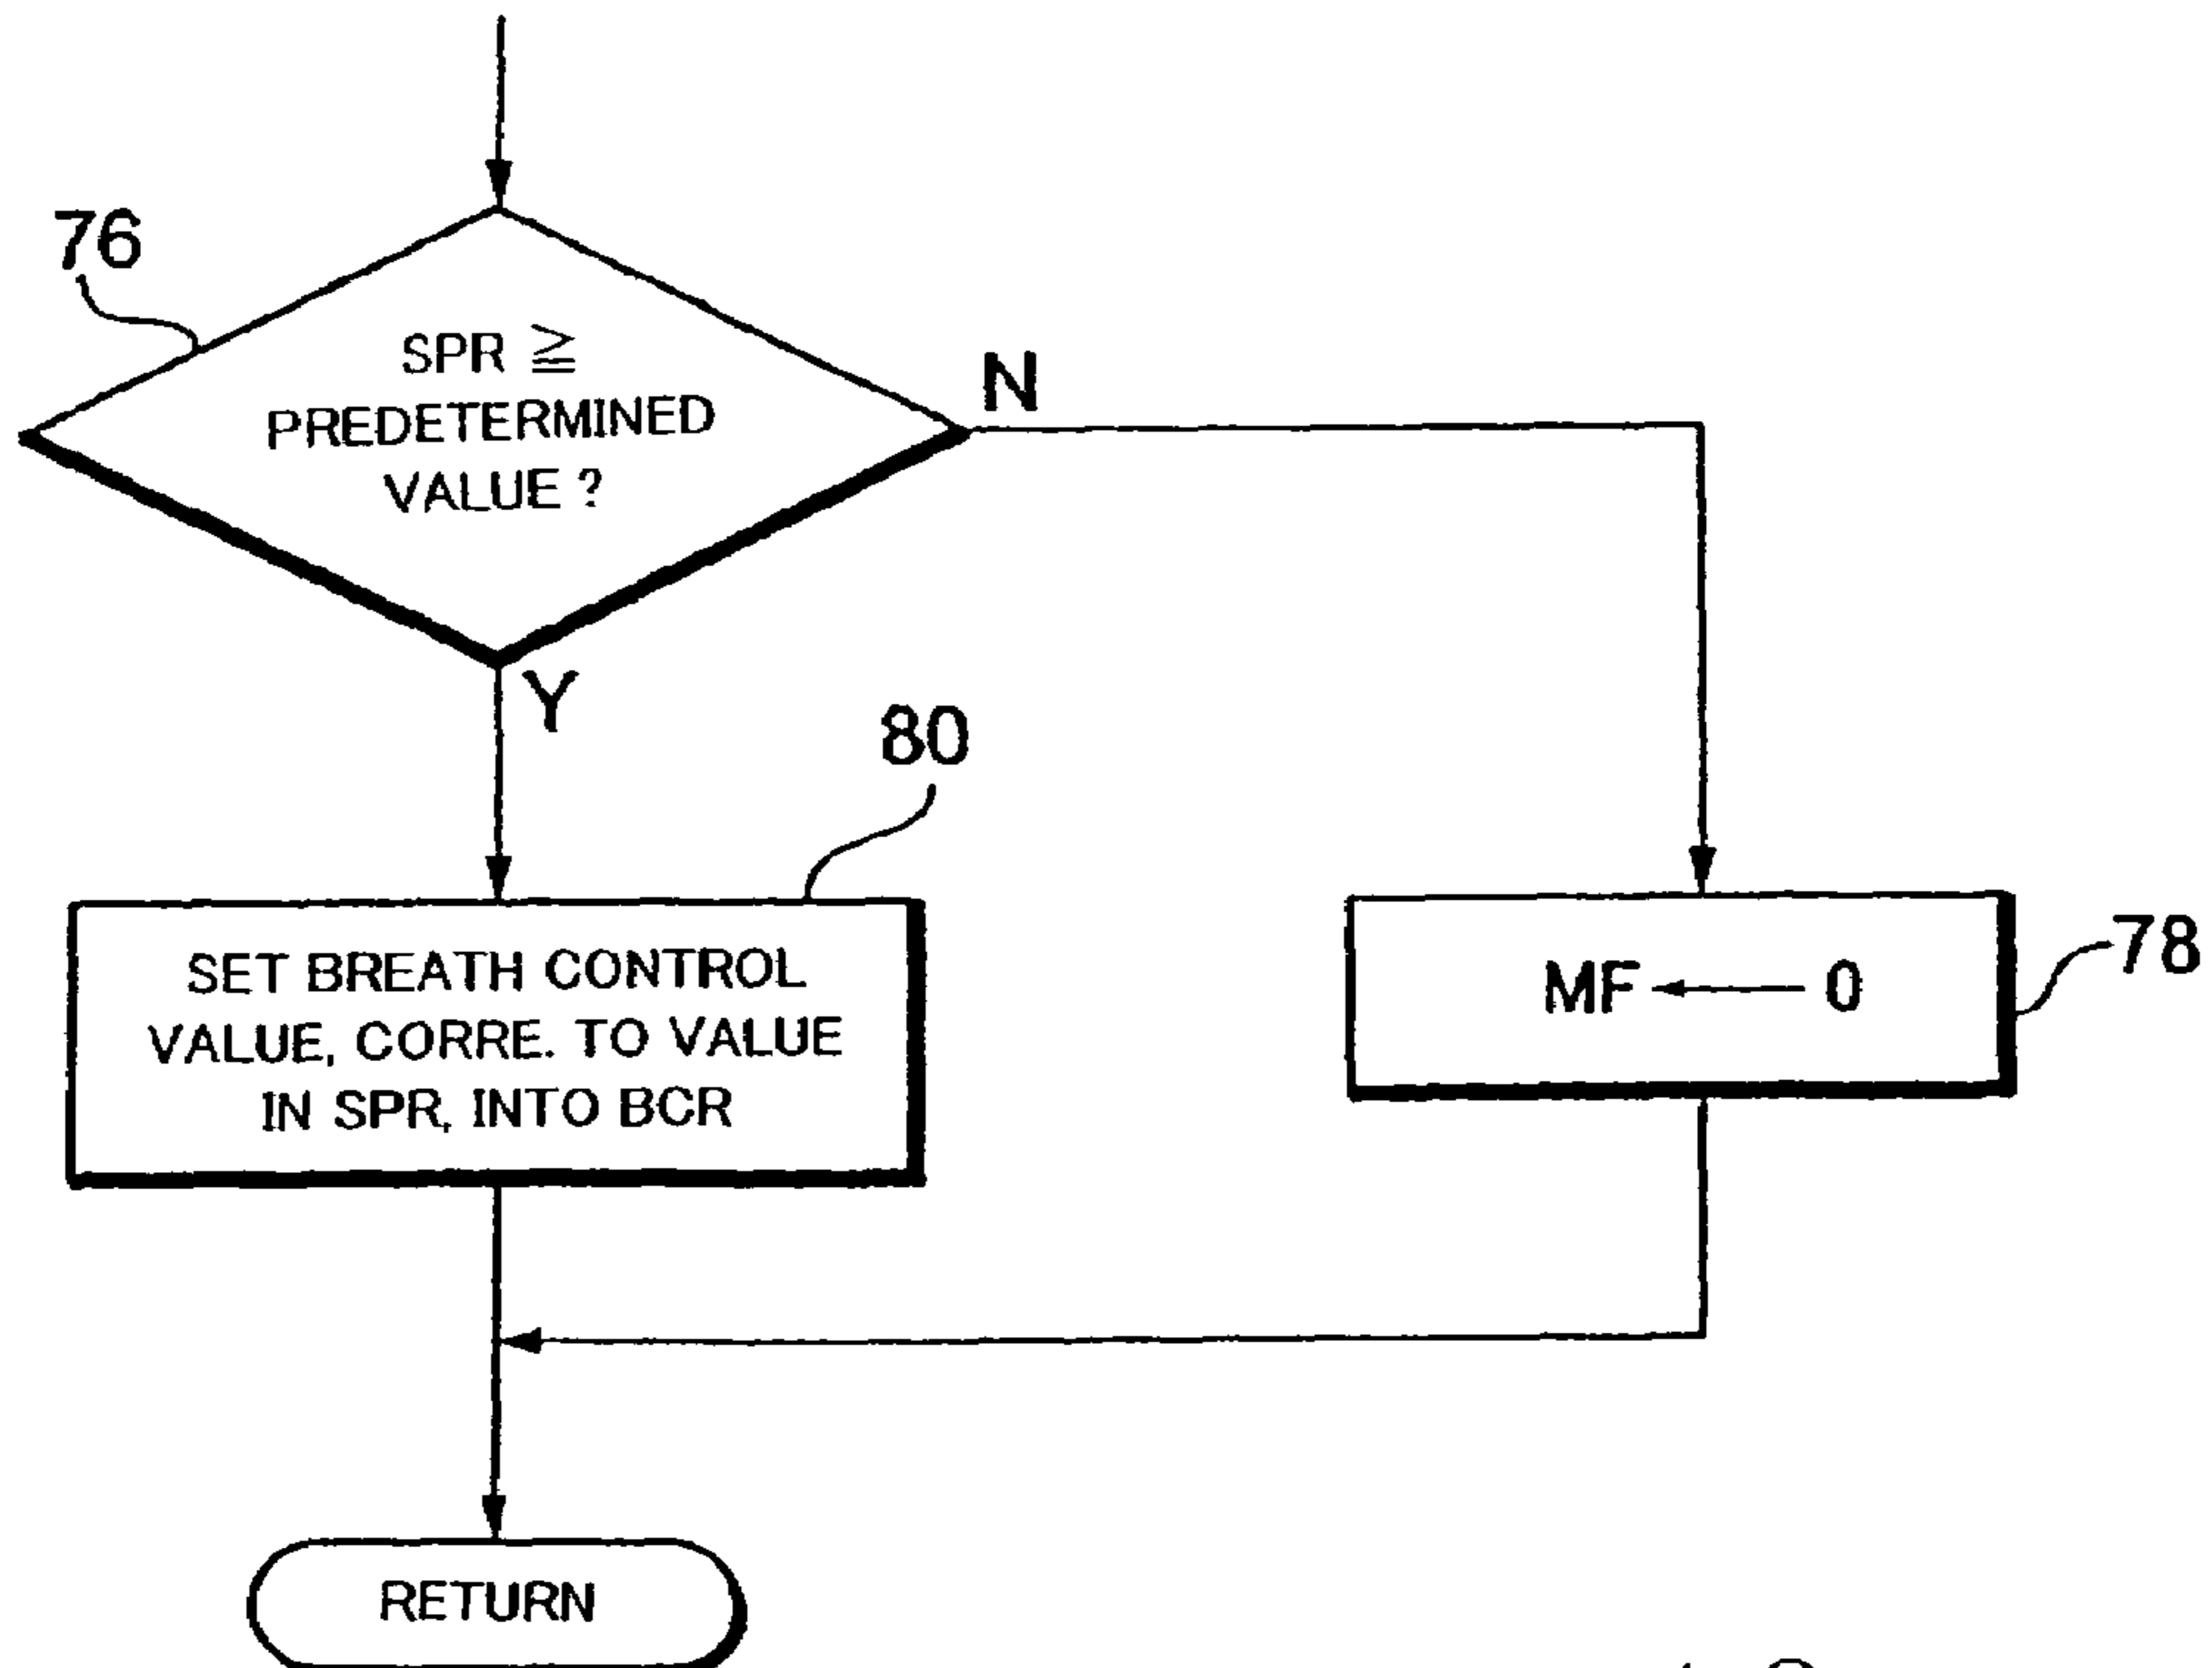 76
SPR ≧
PREDETERMINED
VALUE ?
N
Y
80
SET BREATH CONTROL
VALUE, CORRE. TO VALUE
IN SPR, INTO BCR
MF ← 0
78
RETURN